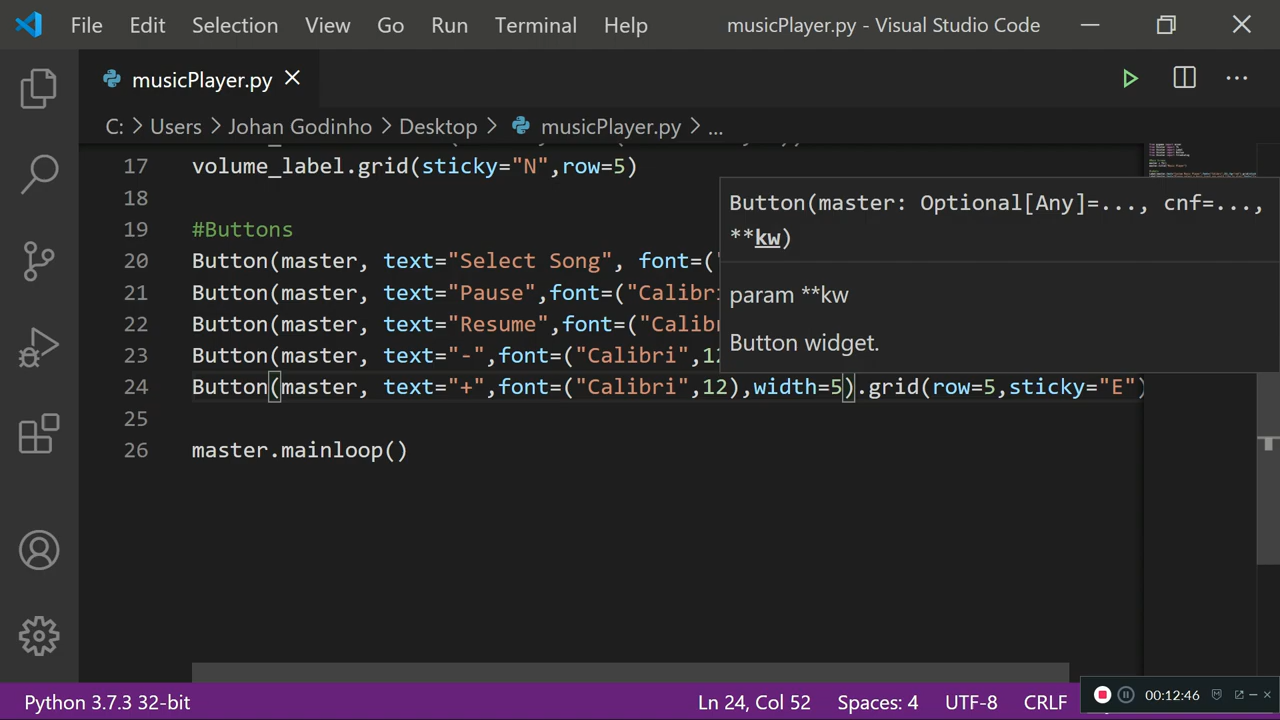 File Edit Selection View Go Run Terminal Help musicPlayer.py - Visual Studio Code
musicPlayer.py
C: > Users > Johan Godinho > Desktop > musicPlayer.py > ...
17 volume_label.grid(sticky="N",row=5)
18
19 #Buttons
20 Button(master, text="Select Song", font=("
21 Button(master, text="Pause",font=("Calibri
22 Button(master, text="Resume",font=("Calib
23 Button(master, text="-",font=("Calibri",12
24 Button(master, text="+",font=("Calibri",12),width=5).grid(row=5,sticky="E")
25
26 master.mainloop()
Button(master: Optional[Any]=..., cnf=...,
**kw)
param **kw
Button widget.
Python 3.7.3 32-bit Ln 24, Col 52 Spaces: 4 UTF-8 CRLF 00:12:46